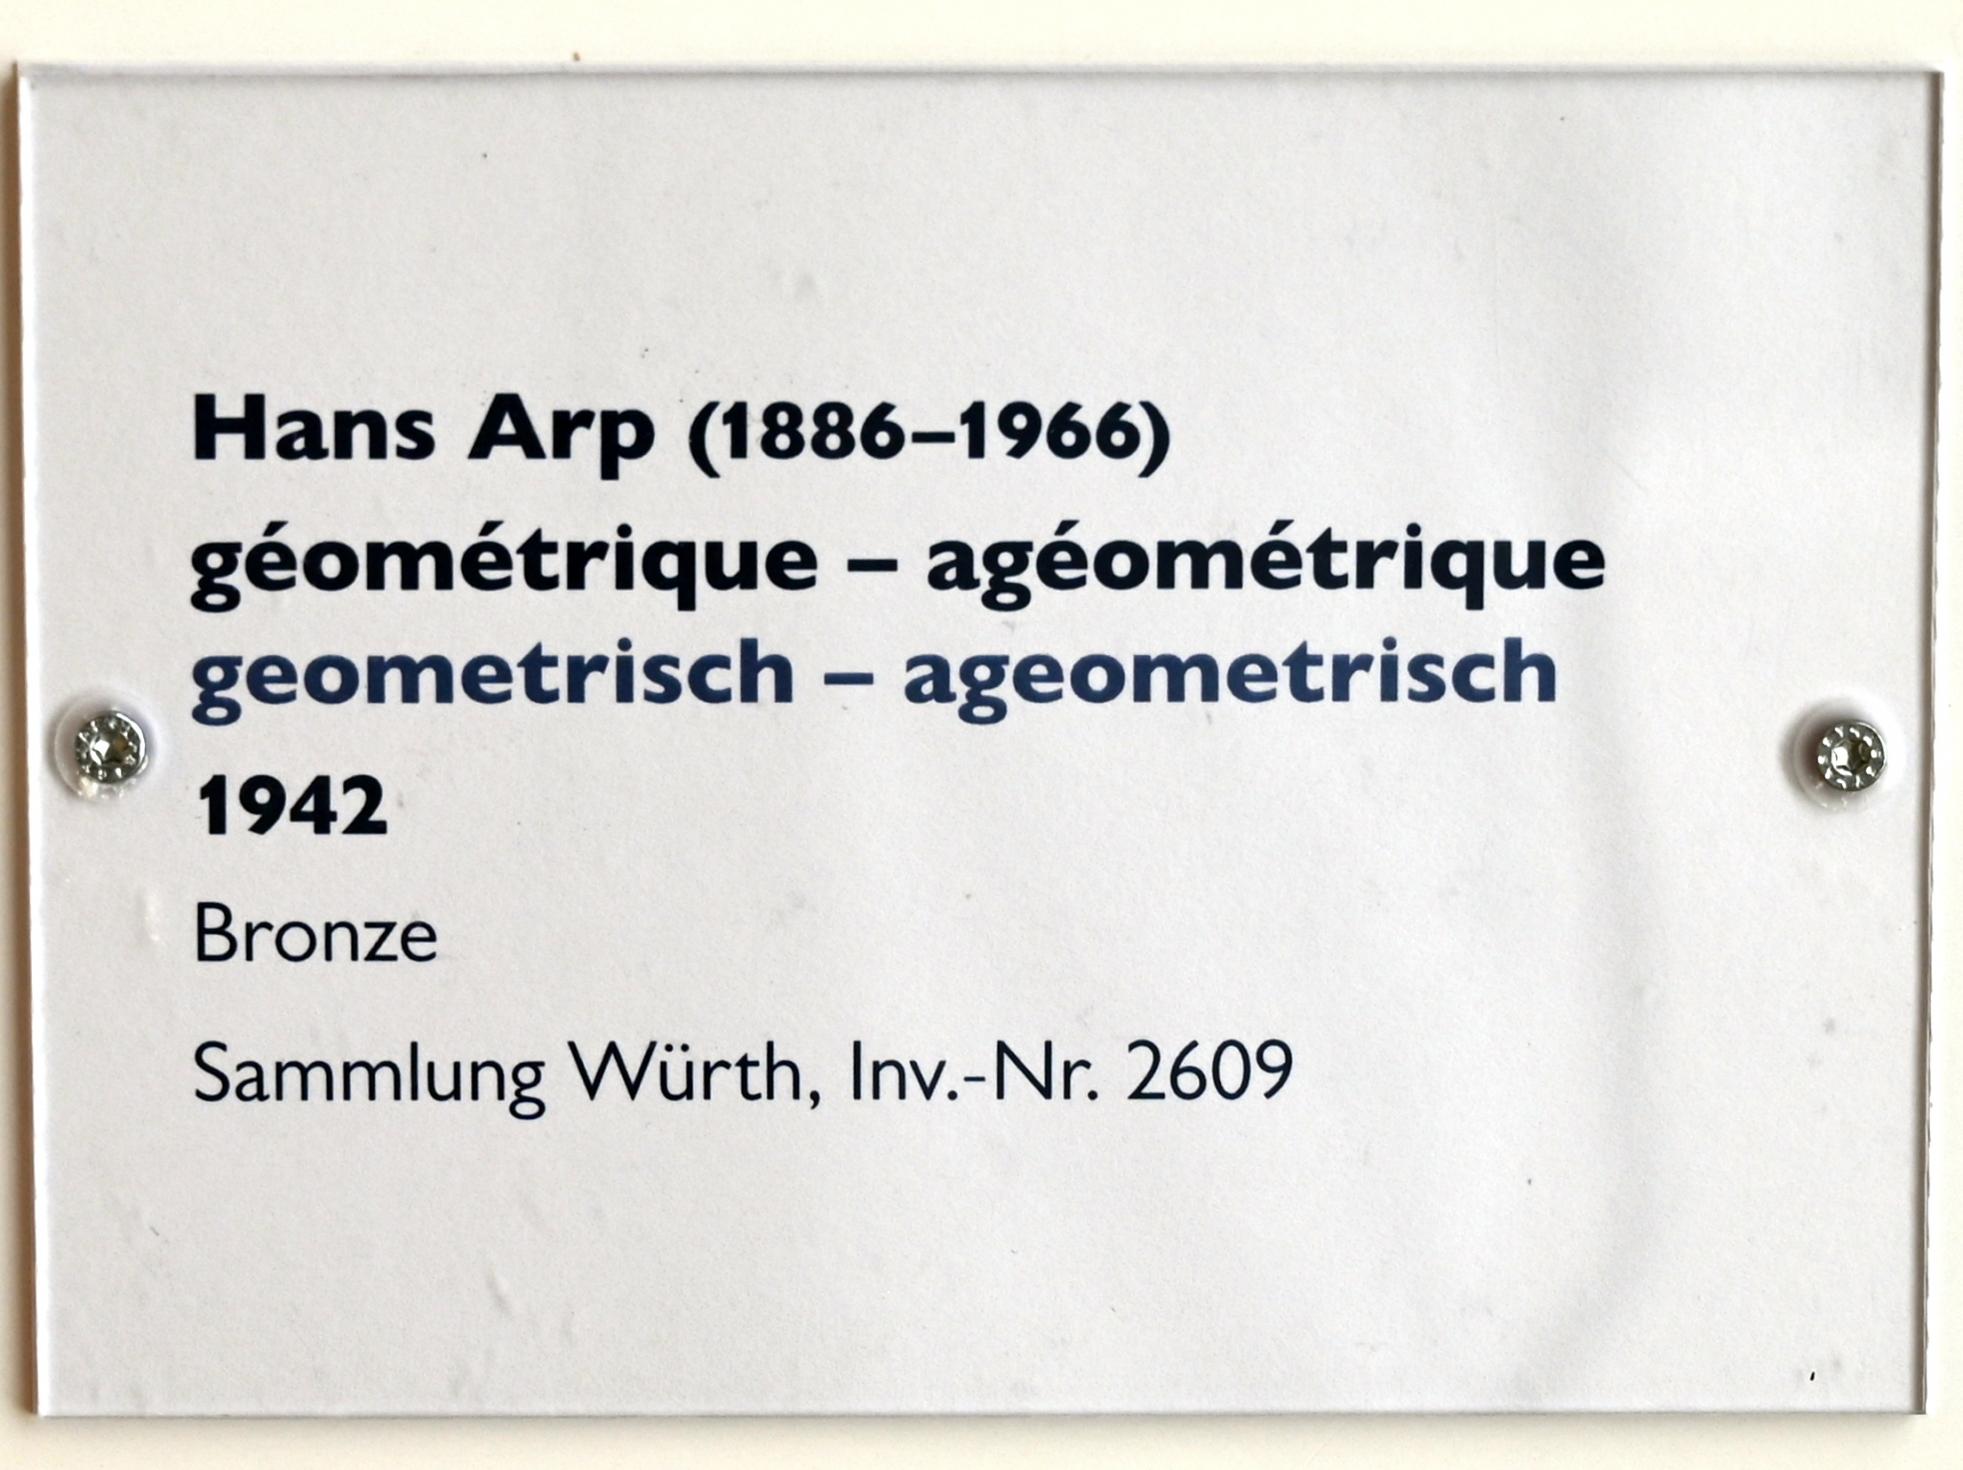 Hans Arp (1886–1966)
géométrique – agéométrique
geometrisch – ageometrisch
1942
Bronze
Sammlung Würth, Inv.-Nr. 2609